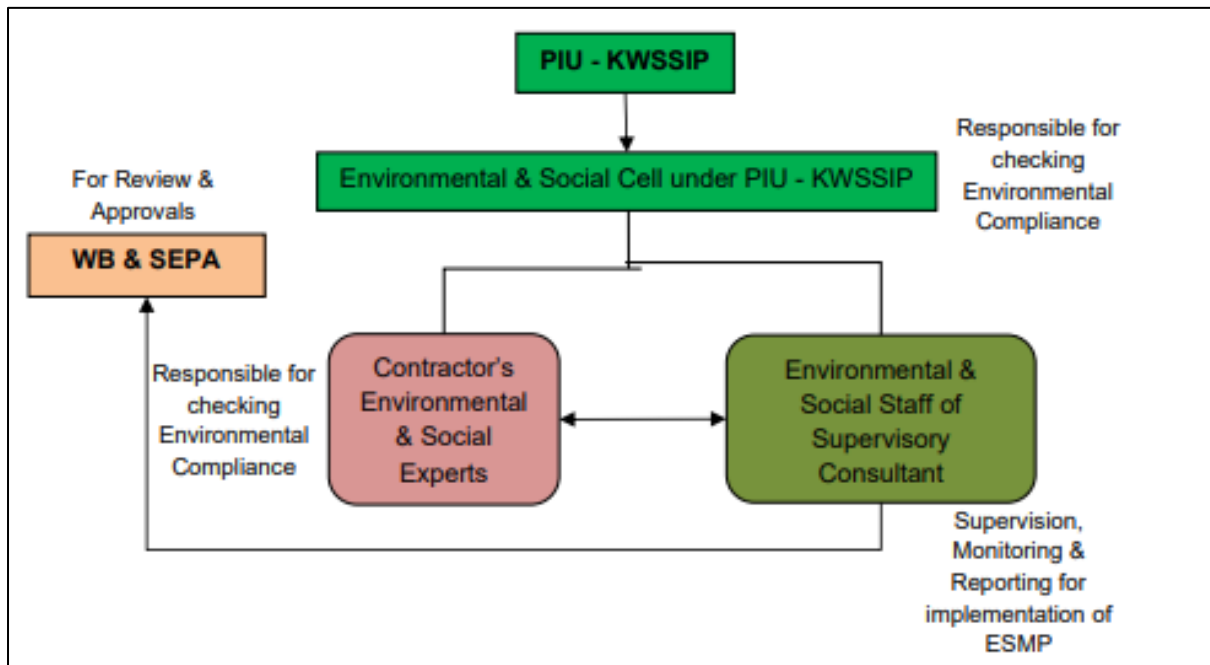 PIU - KWSSIP
Responsible for
checking
Environmental
Compliance
Environmental & Social Cell under PIU - KWSSIP
For Review &
Approvals
WB & SEPA
Responsible for
checking
Environmental
Compliance
Contractor's
Environmental
& Social
Experts
Environmental &
Social Staff of
Supervisory
Consultant
Supervision,
Monitoring &
Reporting for
implementation of
ESMP